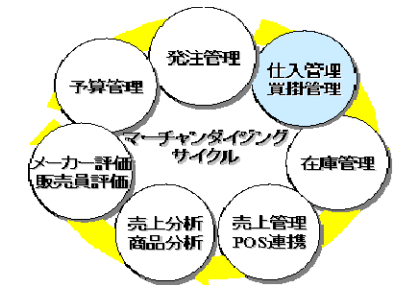 発注管理
仕入管理
買掛管理
予算管理
マーチャンダイジング
サイクル
在庫管理
メーカー評価
販売員評価
売上分析
商品分析
売上管理
POS連携